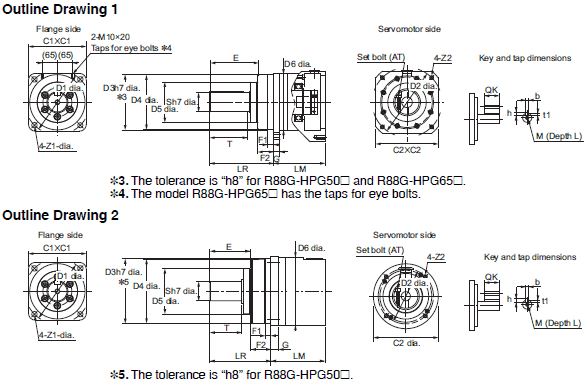 Outline Drawing 1
Flange side
Servomotor side
C1XC1
2-M10×20
Taps for eye bolts ✻4
(65) (65)
D1 dia.
D3h7 dia.
✻3
D4 dia.
D5 dia.
Sh7 dia.
E
D6 dia.
Set bolt (AT)
4-Z2
D2 dia.
Key and tap dimensions
QK
b
h
t1
M (Depth L)
4-Z1-dia.
T
F1
F2
G
LR
LM
C2XC2
✻3. The tolerance is “h8” for R88G-HPG50□ and R88G-HPG65□.
✻4. The model R88G-HPG65□ has the taps for eye bolts.
Outline Drawing 2
Flange side
Servomotor side
C1XC1
D1 dia.
D3h7 dia.
✻5
D4 dia.
D5 dia.
Sh7 dia.
E
D6 dia.
Set bolt (AT)
4-Z2
D2 dia.
Key and tap dimensions
QK
b
h
t1
M (Depth L)
4-Z1-dia.
T
F1
F2
G
LR
LM
C2 dia.
✻5. The tolerance is “h8” for R88G-HPG50□.